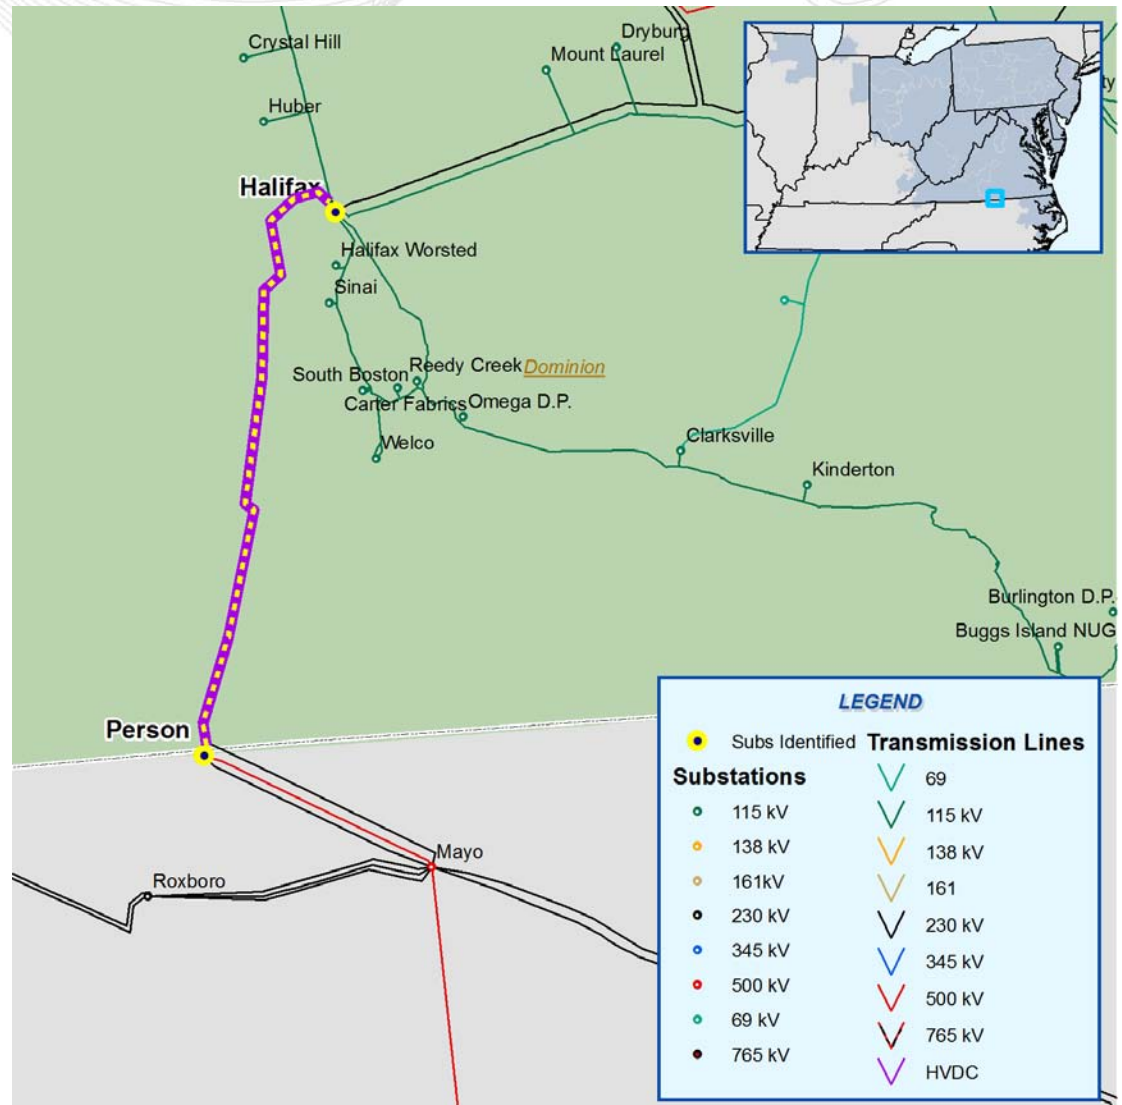 Crystal Hill
Dryburg
Mount Laurel
Huber
ty
Halifax
Halifax Worsted
Sinai
South Boston
Reedy Creek
Dominion
Carter Fabrics
Omega D.P.
Welco
Clarksville
Kinderton
Burlington D.P.
Buggs Island NUG
Person
Mayo
Roxboro
LEGEND
Subs Identified
Substations
115 kV
138 kV
161kV
230 kV
345 kV
500 kV
69 kV
765 kV
Transmission Lines
69
115 kV
138 kV
161
230 kV
345 kV
500 kV
765 kV
HVDC